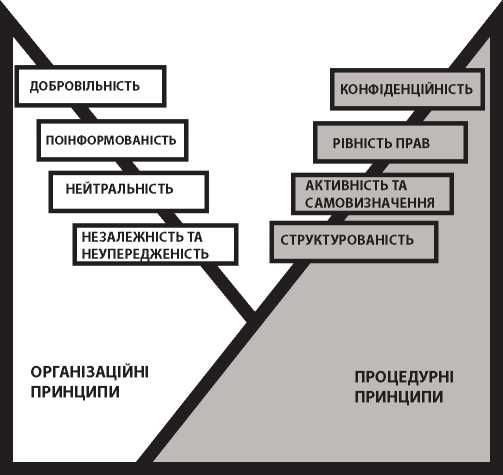 ДОБРОВІЛЬНІСТЬ
ПОІНФОРМОВАНІСТЬ
НЕЙТРАЛЬНІСТЬ
НЕЗАЛЕЖНІСТЬ ТА
НЕУПЕРЕДЖЕНІСТЬ
ОРГАНІЗАЦІЙНІ
ПРИНЦИПИ
КОНФІДЕНЦІЙНІСТЬ
РІВНІСТЬ ПРАВ
АКТИВНІСТЬ ТА
САМОВИЗНАЧЕННЯ
СТРУКТУРОВАНІСТЬ
ПРОЦЕДУРНІ
ПРИНЦИПИ